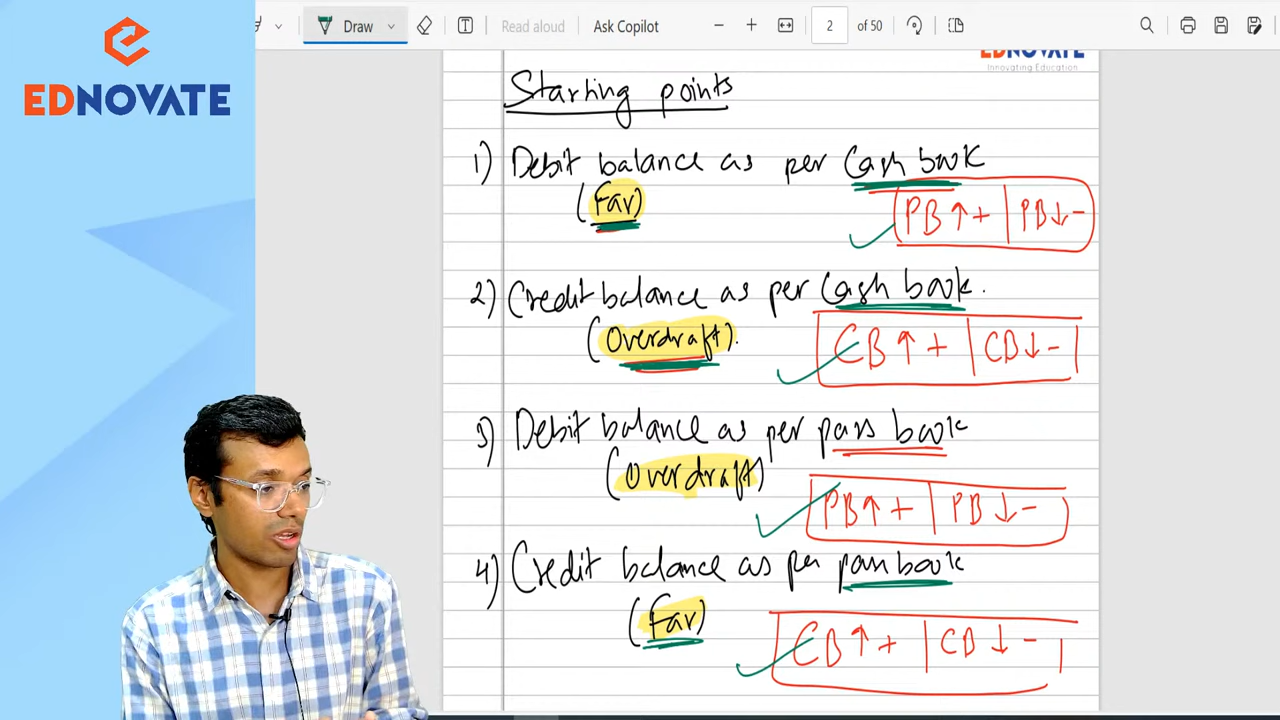 Draw
Read aloud
Ask Copilot
2
of 50
EDNOVATE
EDNOVATE
Innovating Education
Starting points
1) Debit balance as per Cash book
(Fav)
PB↑+ | PB↓-
2) Credit balance as per Cash book.
(Overdraft).
CB↑+ | CB↓-
3) Debit balance as per pass book
(Overdraft)
PB↑+ | PB↓-
4) Credit balance as per pass book
(Fav)
CB↑+ | CB↓-